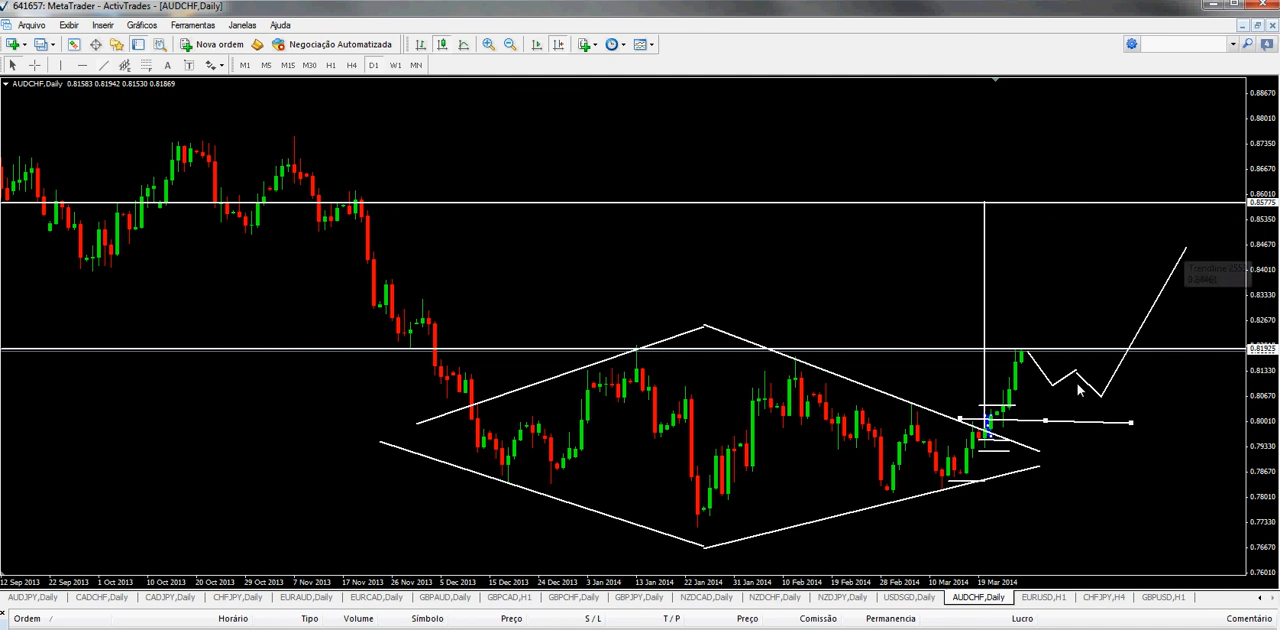 641657: MetaTrader - ActivTrades - [AUDCHF,Daily]
Arquivo Exibir Inserir Gráficos Ferramentas Janelas Ajuda
Nova ordem Negociação Automatizada
A T M1 M5 M15 M30 H1 H4 D1 W1 MN
AUDCHF,Daily 0.81583 0.81942 0.81530 0.81869
0.88670
0.88010
0.87350
0.86670
0.86010
0.85775
0.85350
0.84670
0.84010
0.83330
0.82670
0.81925
0.81330
0.80670
0.80010
0.79330
0.78670
0.78010
0.77330
0.76670
0.76010
12 Sep 2013 22 Sep 2013 1 Oct 2013 10 Oct 2013 20 Oct 2013 29 Oct 2013 7 Nov 2013 17 Nov 2013 26 Nov 2013 5 Dec 2013 15 Dec 2013 24 Dec 2013 3 Jan 2014 13 Jan 2014 22 Jan 2014 31 Jan 2014 10 Feb 2014 19 Feb 2014 28 Feb 2014 10 Mar 2014 19 Mar 2014
AUDJPY,Daily CADCHF,Daily CADJPY,Daily CHFJPY,Daily EURAUD,Daily EURCAD,Daily GBPAUD,Daily GBPCAD,H1 GBPCHF,Daily GBPJPY,Daily NZDCAD,Daily NZDCHF,Daily NZDJPY,Daily USDSGD,Daily AUDCHF,Daily EURUSD,H1 CHFJPY,H4 GBPUSD,H1
Ordem / Horário Tipo Volume Símbolo Preço S / L T / P Preço Comissão Permanencia Lucro Comentário